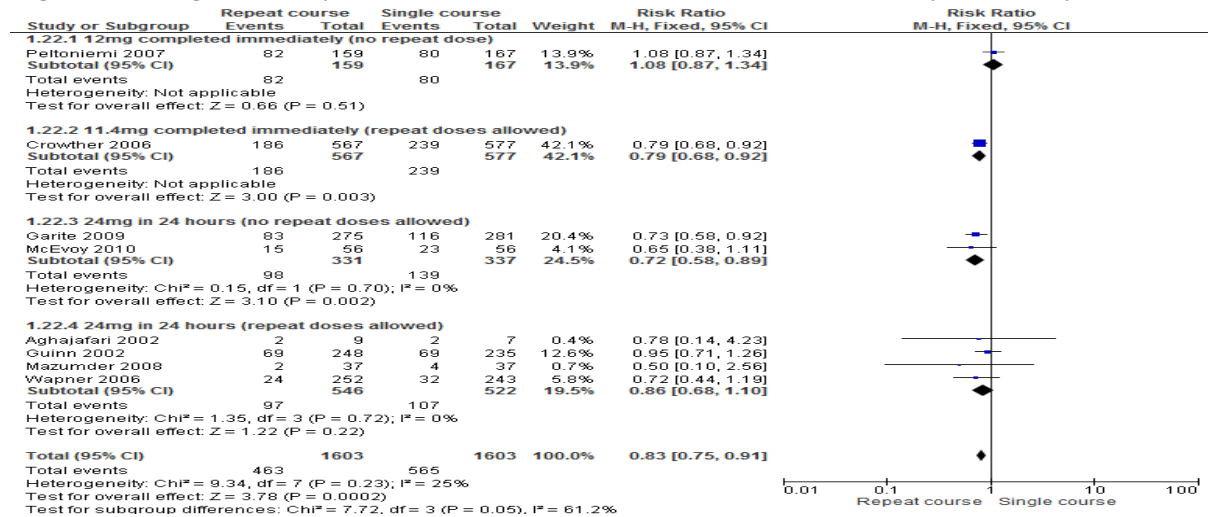 Repeat course Single course Risk Ratio Risk Ratio
Study or Subgroup Events Total Events Total Weight M-H, Fixed, 95% CI M-H, Fixed, 95% CI
1.22.1 12mg completed immediately (no repeat dose)
Peltoniemi 2007 82 159 80 167 13.9% 1.08 [0.87, 1.34]
Subtotal (95% CI) 159 167 13.9% 1.08 [0.87, 1.34]
Total events 82 80
Heterogeneity: Not applicable
Test for overall effect: Z = 0.66 (P = 0.51)
1.22.2 11.4mg completed immediately (repeat doses allowed)
Crowther 2006 186 567 239 577 42.1% 0.79 [0.68, 0.92]
Subtotal (95% CI) 567 577 42.1% 0.79 [0.68, 0.92]
Total events 186 239
Heterogeneity: Not applicable
Test for overall effect: Z = 3.00 (P = 0.003)
1.22.3 24mg in 24 hours (no repeat doses allowed)
Garite 2009 83 275 116 281 20.4% 0.73 [0.58, 0.92]
McEvoy 2010 15 56 23 56 4.1% 0.65 [0.38, 1.11]
Subtotal (95% CI) 331 337 24.5% 0.72 [0.58, 0.89]
Total events 98 139
Heterogeneity: Chi² = 0.15, df = 1 (P = 0.70); I² = 0%
Test for overall effect: Z = 3.10 (P = 0.002)
1.22.4 24mg in 24 hours (repeat doses allowed)
Aghajafari 2002 2 9 2 7 0.4% 0.78 [0.14, 4.23]
Guinn 2002 69 248 69 235 12.6% 0.95 [0.71, 1.26]
Mazumder 2008 2 37 4 37 0.7% 0.50 [0.10, 2.56]
Wapner 2006 24 252 32 243 5.8% 0.72 [0.44, 1.19]
Subtotal (95% CI) 546 522 19.5% 0.86 [0.68, 1.10]
Total events 97 107
Heterogeneity: Chi² = 1.35, df = 3 (P = 0.72); I² = 0%
Test for overall effect: Z = 1.22 (P = 0.22)
Total (95% CI) 1603 1603 100.0% 0.83 [0.75, 0.91]
Total events 463 565
Heterogeneity: Chi² = 9.34, df = 7 (P = 0.23); I² = 25%
Test for overall effect: Z = 3.78 (P = 0.0002)
Test for subgroup differences: Chi² = 7.72, df = 3 (P = 0.05), I² = 61.2%
0.01 0.1 1 10 100
Repeat course Single course